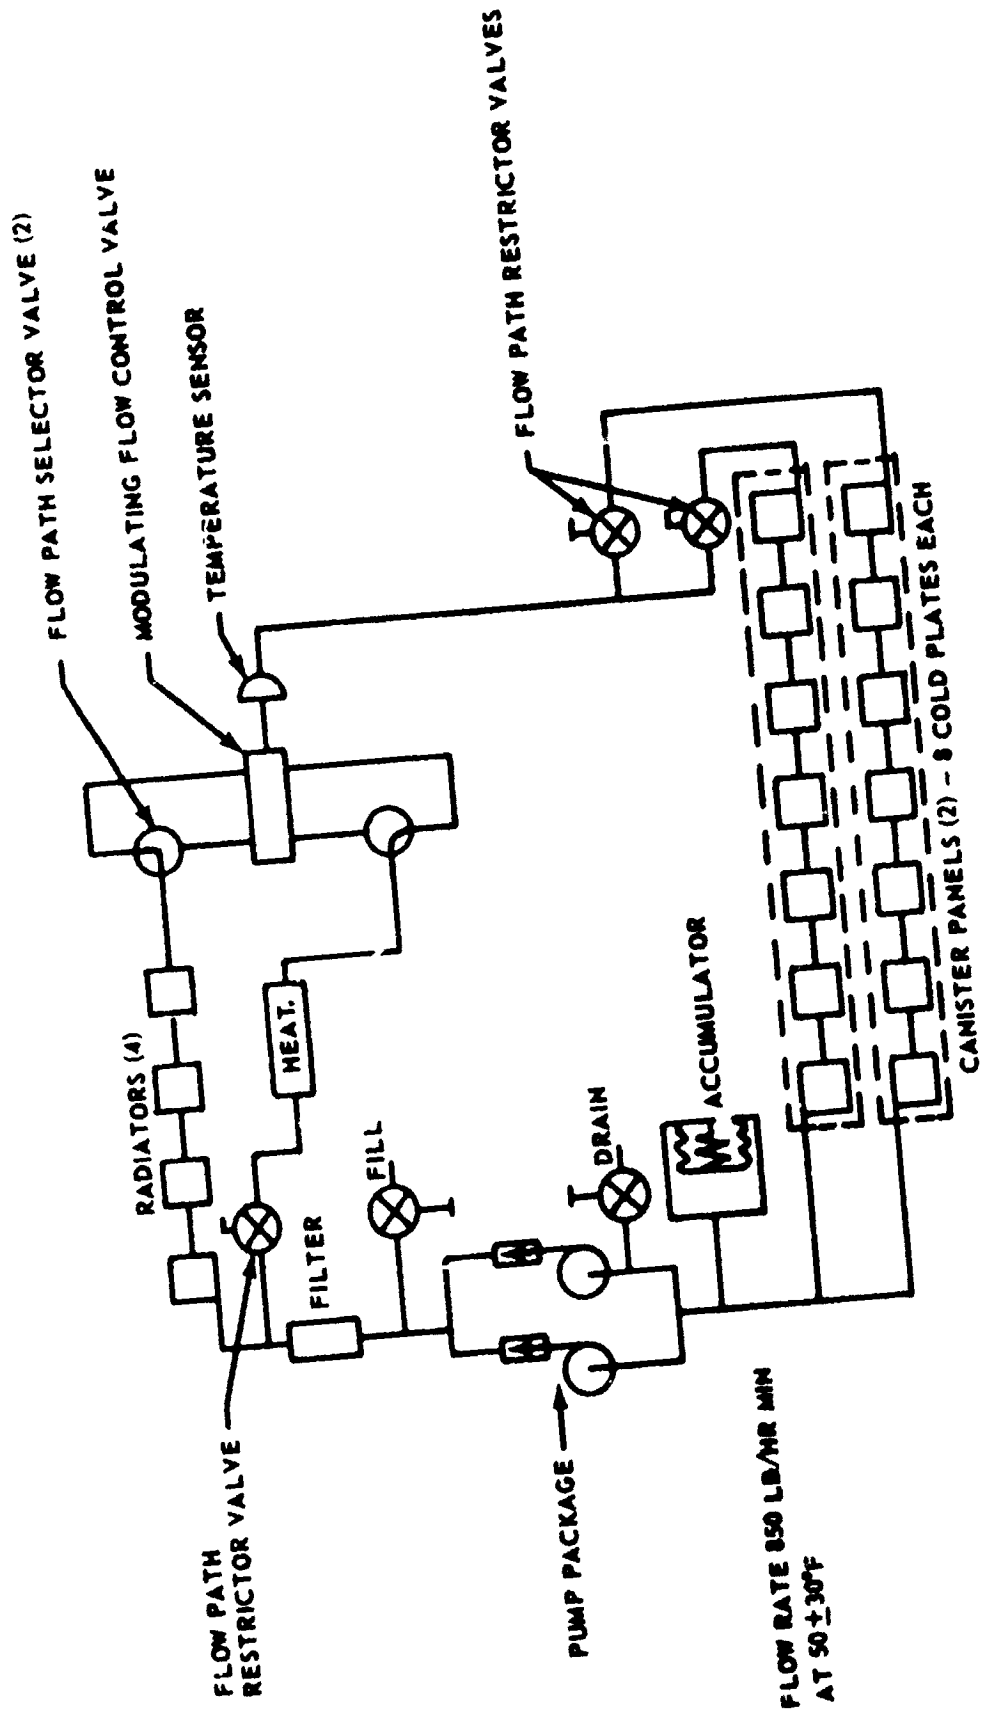 FLOW PATH SELECTOR VALVE (2)
MODULATING FLOW CONTROL VALVE
TEMPERATURE SENSOR
FLOW PATH RESTRICTOR VALVES
RADIATORS (4)
HEAT.
FLOW PATH
RESTRICTOR VALVE
FILTER
FILL
DRAIN
ACCUMULATOR
PUMP PACKAGE
CANISTER PANELS (2) - 8 COLD PLATES EACH
FLOW RATE 850 LB/HR MIN
AT 50±30°F